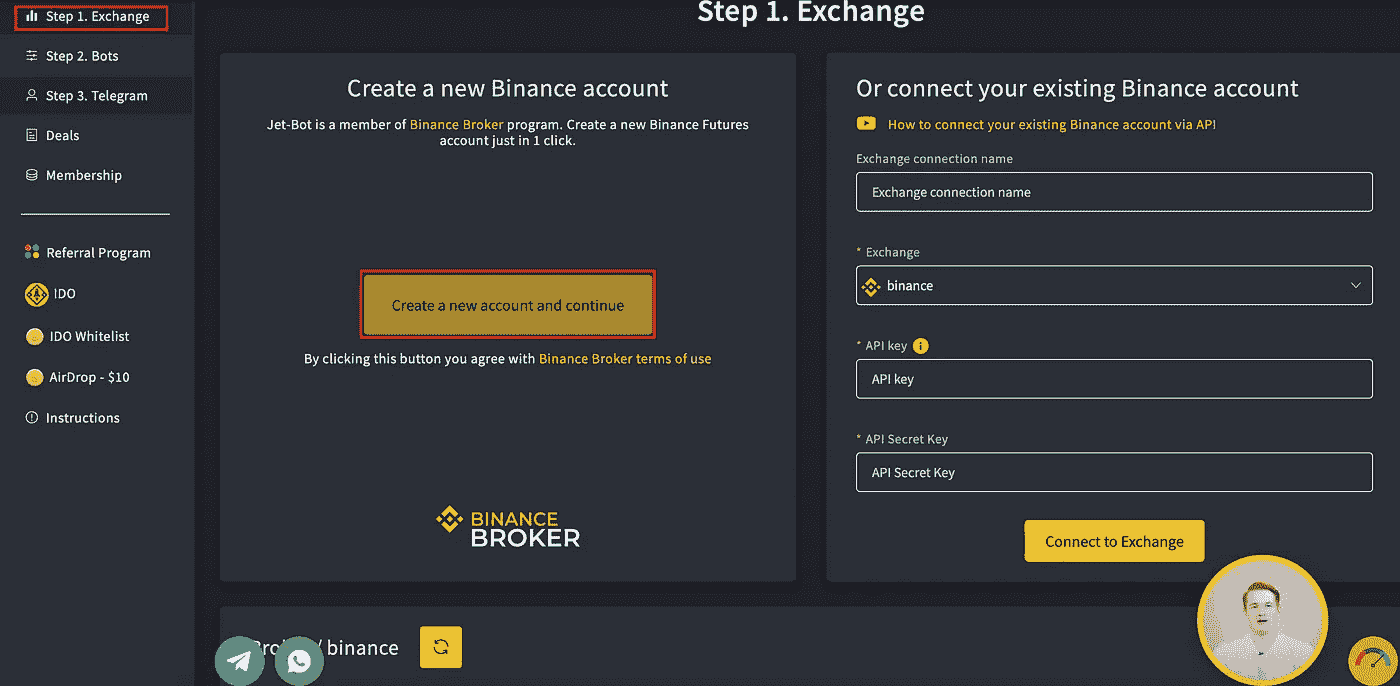 Step 1. Exchange
Step 2. Bots
Step 3. Telegram
Deals
Membership
Referral Program
IDO
IDO Whitelist
AirDrop - $10
Instructions
Step 1. Exchange
Create a new Binance account
Jet-Bot is a member of Binance Broker program. Create a new Binance Futures
account just in 1 click.
Create a new account and continue
By clicking this button you agree with Binance Broker terms of use
BINANCE
BROKER
Or connect your existing Binance account
How to connect your existing Binance account via API
Exchange connection name
Exchange connection name
* Exchange
binance
* API key
API key
* API Secret Key
API Secret Key
Connect to Exchange
/ binance